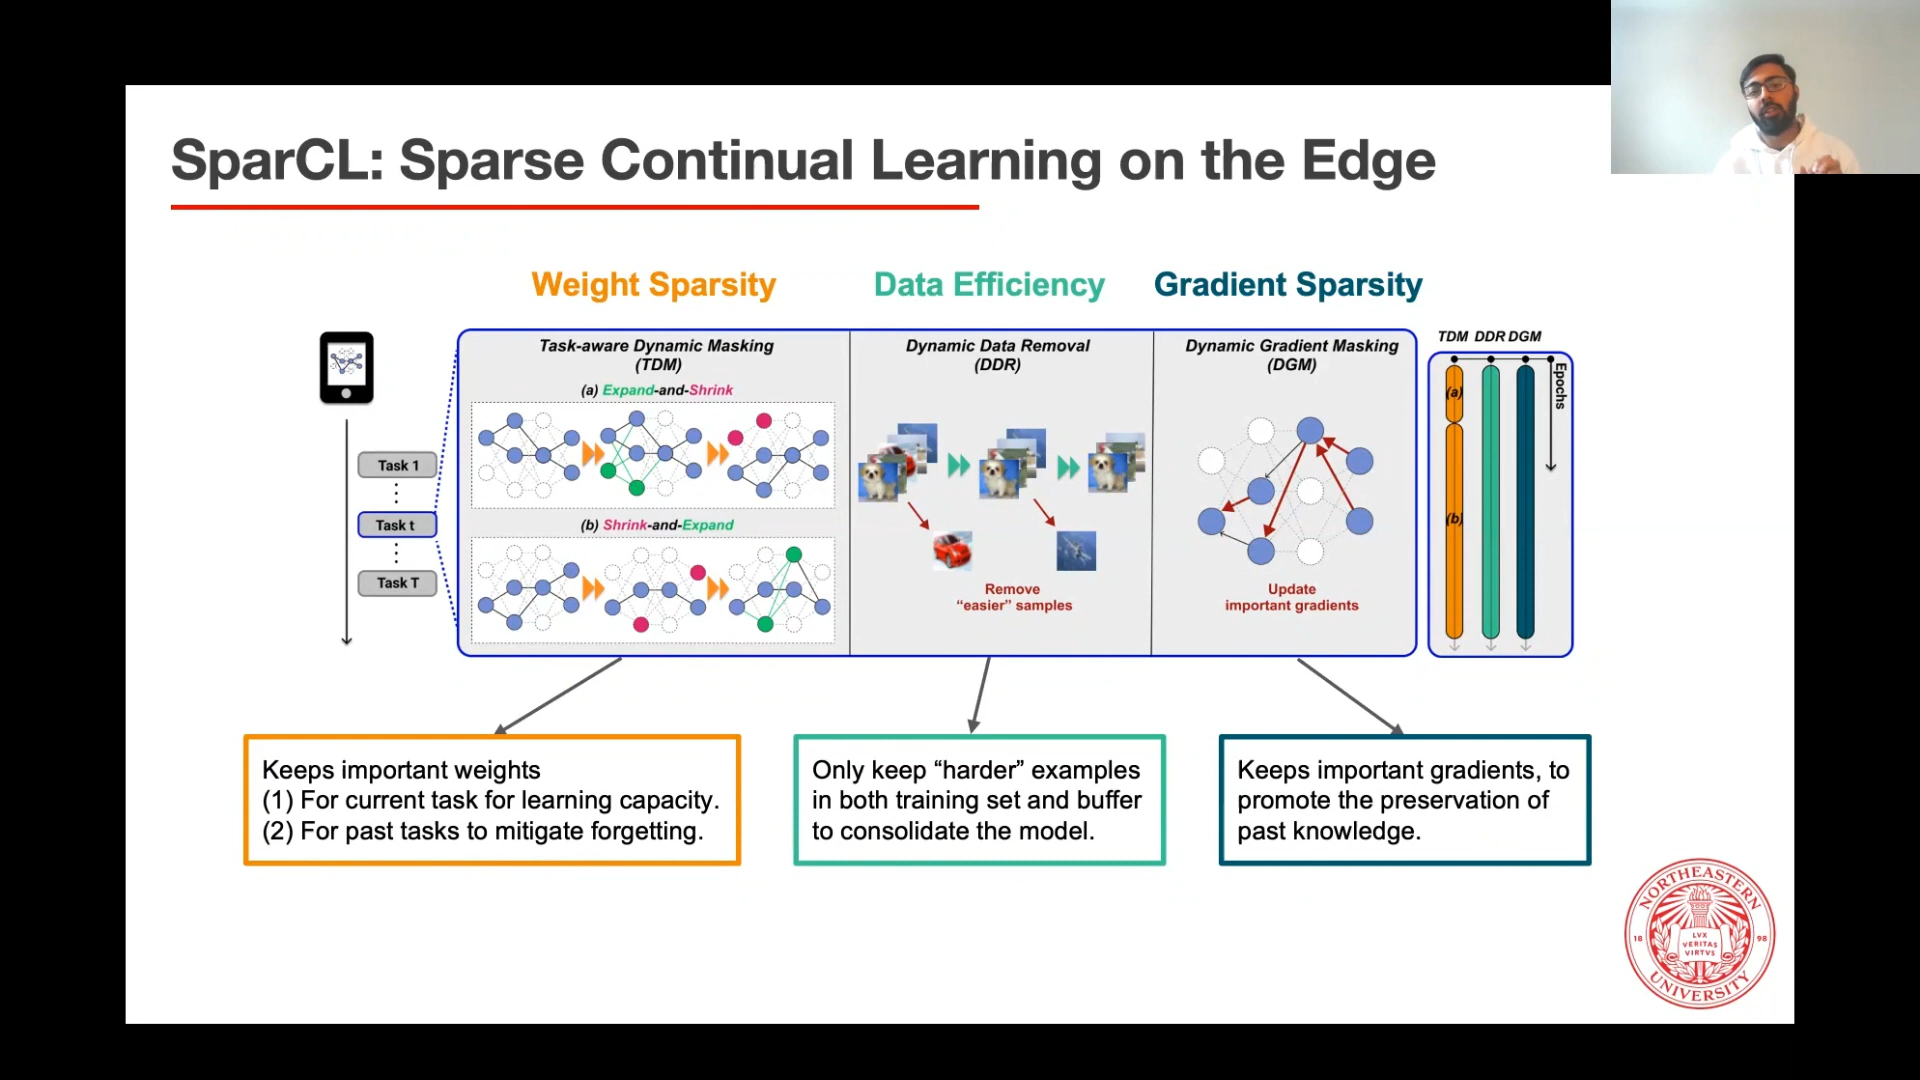 SparCL: Sparse Continual Learning on the Edge
Weight Sparsity
Data Efficiency
Gradient Sparsity
Task-aware Dynamic Masking
(TDM)
(a) Expand-and-Shrink
(b) Shrink-and-Expand
Dynamic Data Removal
(DDR)
Remove
“easier” samples
Dynamic Gradient Masking
(DGM)
Update
important gradients
TDM DDR DGM
Epochs
(a)
(b)
Task 1
Task t
Task T
Keeps important weights
(1) For current task for learning capacity.
(2) For past tasks to mitigate forgetting.
Only keep “harder” examples
in both training set and buffer
to consolidate the model.
Keeps important gradients, to
promote the preservation of
past knowledge.
NORTHEASTERN
18 98
LVX
VERITAS
VIRTVS
UNIVERSITY